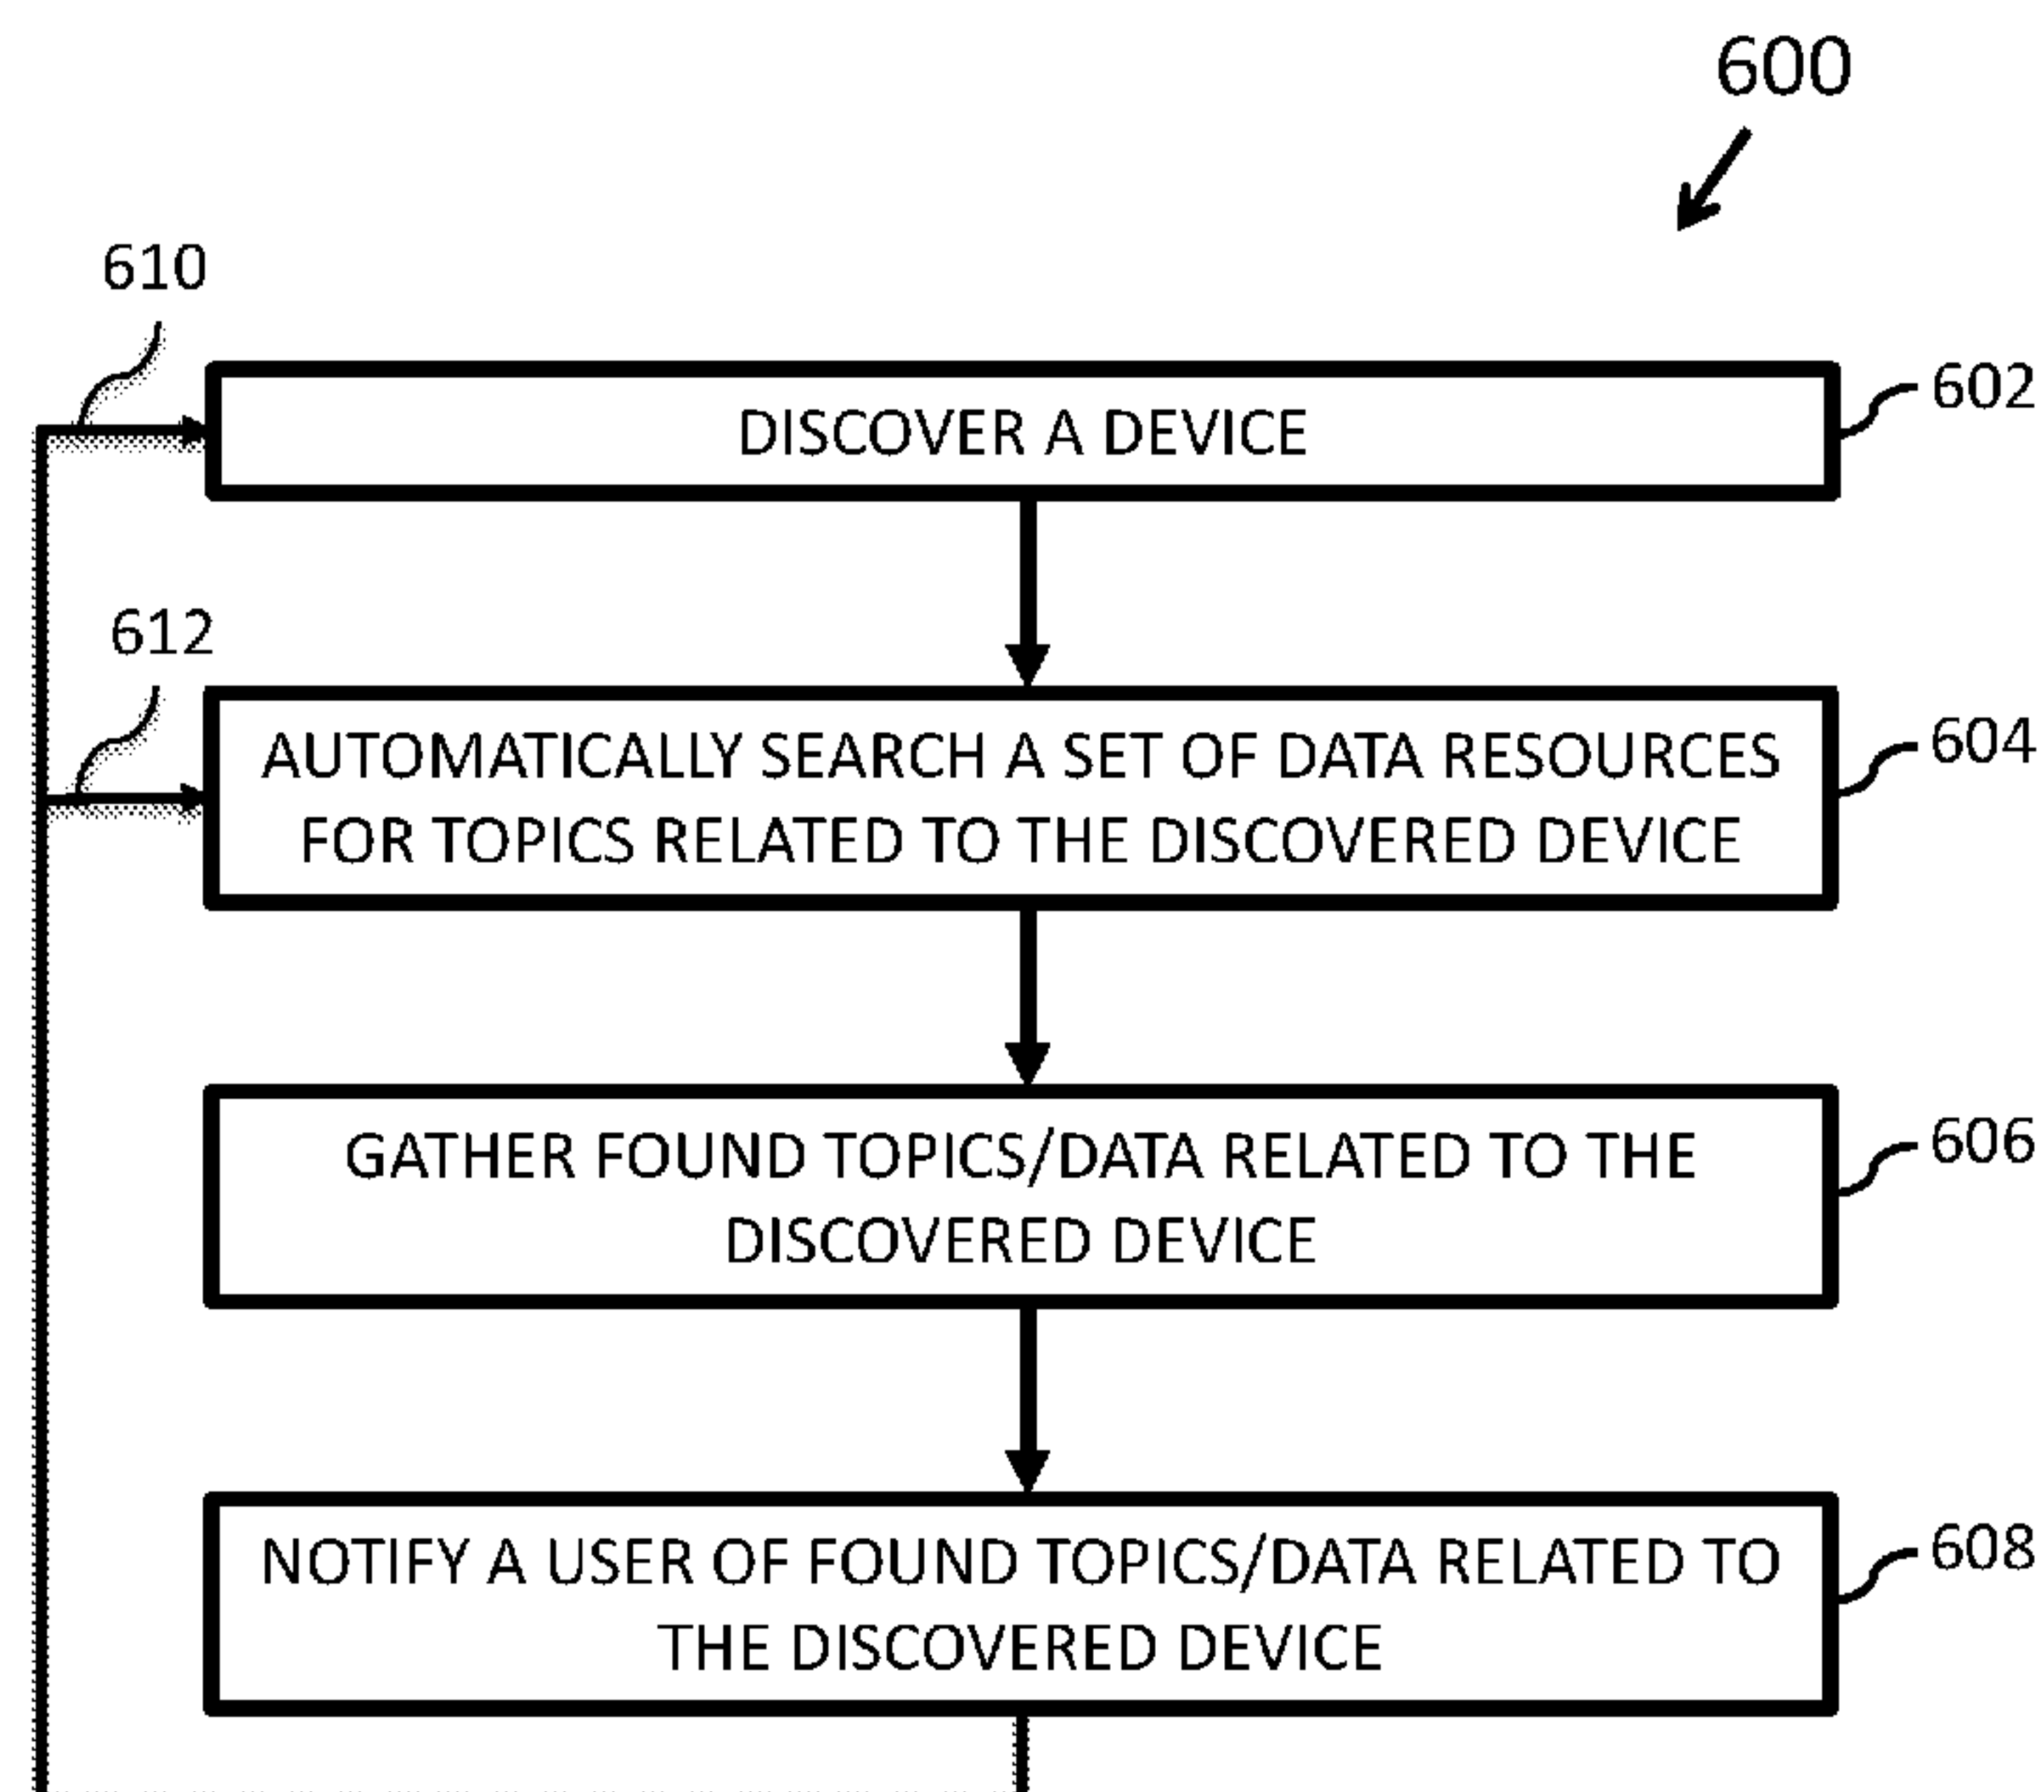 600
610
DISCOVER A DEVICE
602
612
AUTOMATICALLY SEARCH A SET OF DATA RESOURCES
FOR TOPICS RELATED TO THE DISCOVERED DEVICE
604
GATHER FOUND TOPICS/DATA RELATED TO THE
DISCOVERED DEVICE
606
NOTIFY A USER OF FOUND TOPICS/DATA RELATED TO
THE DISCOVERED DEVICE
608